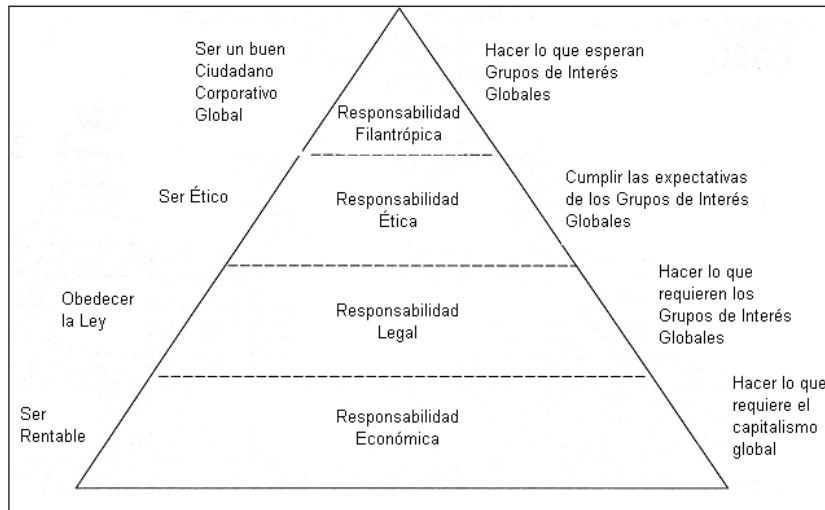 Ser un buen
Ciudadano
Corporativo
Global
Hacer lo que esperan
Grupos de Interés
Globales
Responsabilidad
Filantrópica
Ser Ético
Responsabilidad
Ética
Cumplir las expectativas
de los Grupos de Interés
Globales
Obedecer
la Ley
Responsabilidad
Legal
Hacer lo que
requieren los
Grupos de Interés
Globales
Ser
Rentable
Responsabilidad
Económica
Hacer lo que
requiere el
capitalismo
global